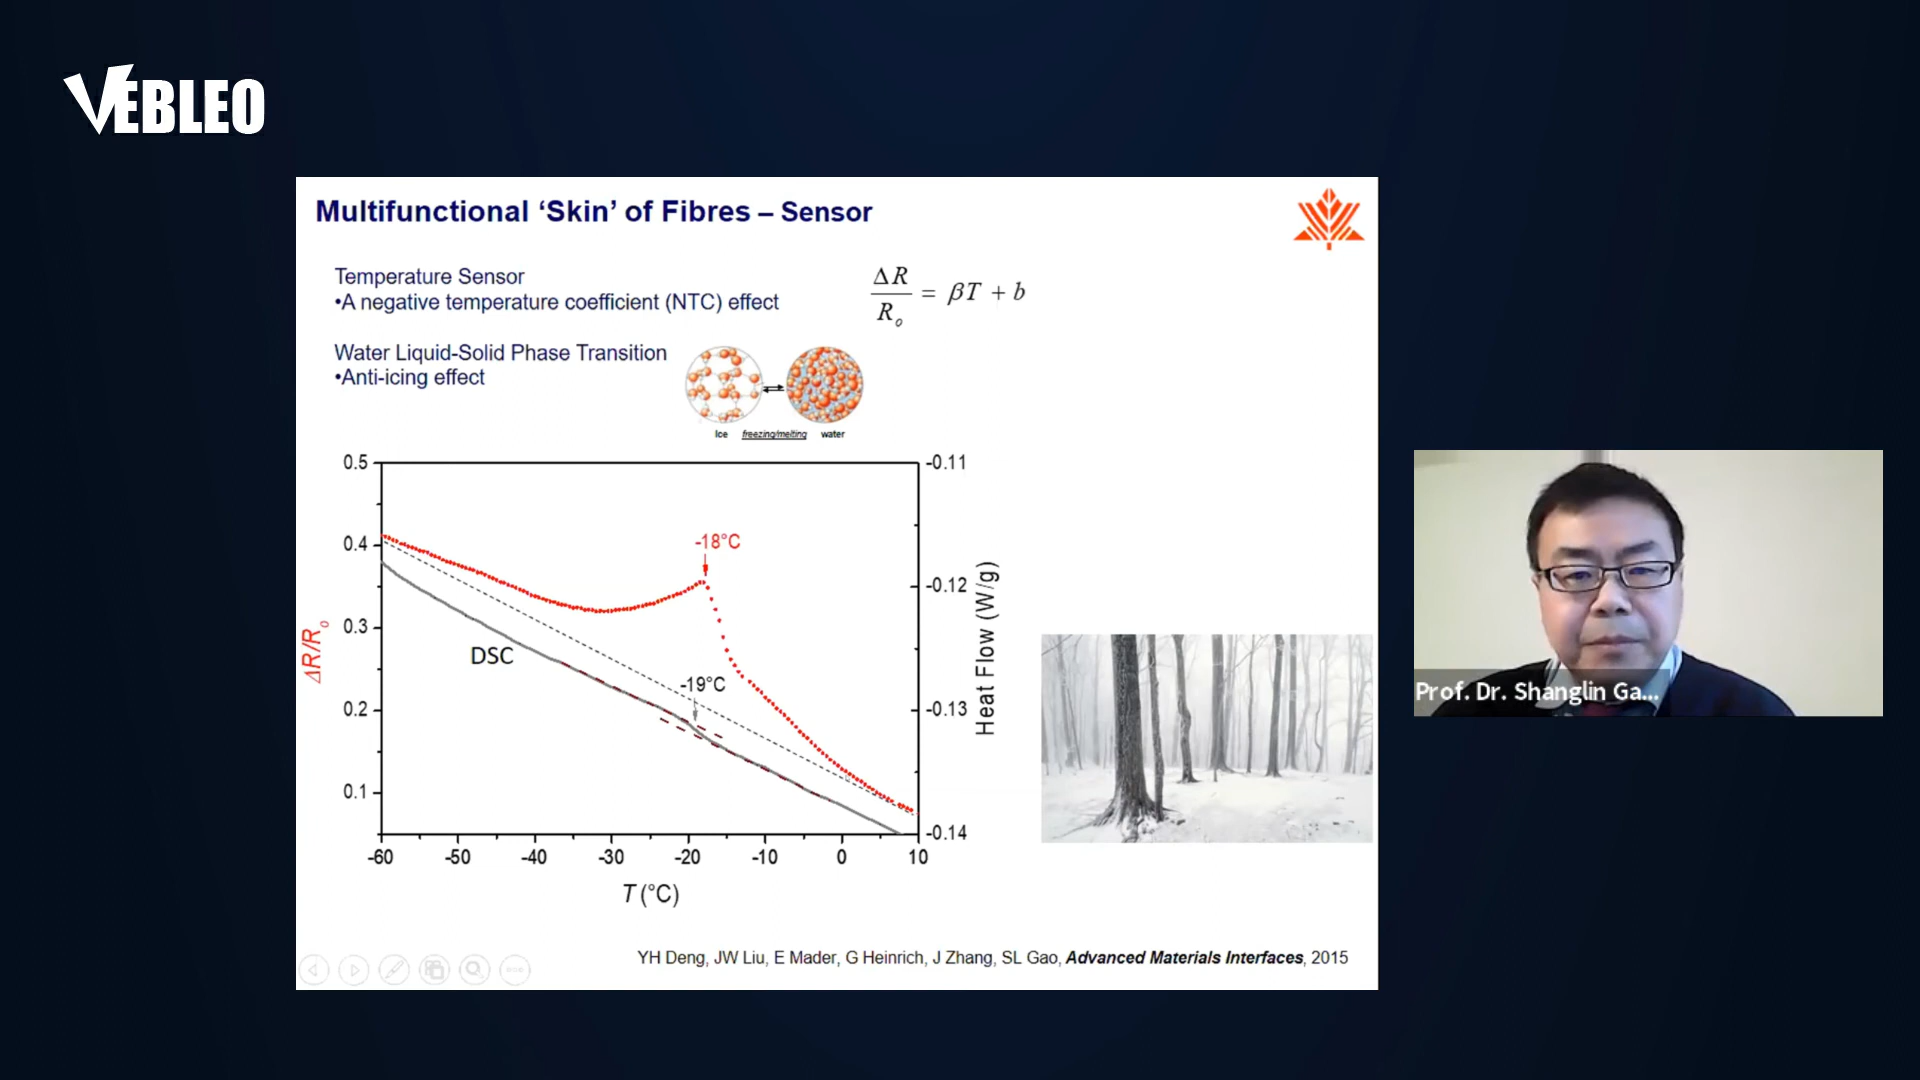 VEBLEO
Multifunctional ‘Skin’ of Fibres – Sensor
Temperature Sensor
•A negative temperature coefficient (NTC) effect
ΔR/Rₒ = βT + b
Water Liquid-Solid Phase Transition
•Anti-icing effect
Ice freezing/melting water
0.5
0.4
0.3
0.2
0.1
ΔR/Rₒ
-18°C
DSC
-19°C
-0.11
-0.12
-0.13
-0.14
Heat Flow (W/g)
-60 -50 -40 -30 -20 -10 0 10
T (°C)
YH Deng, JW Liu, E Mader, G Heinrich, J Zhang, SL Gao, Advanced Materials Interfaces, 2015
Prof. Dr. Shanglin Ga...